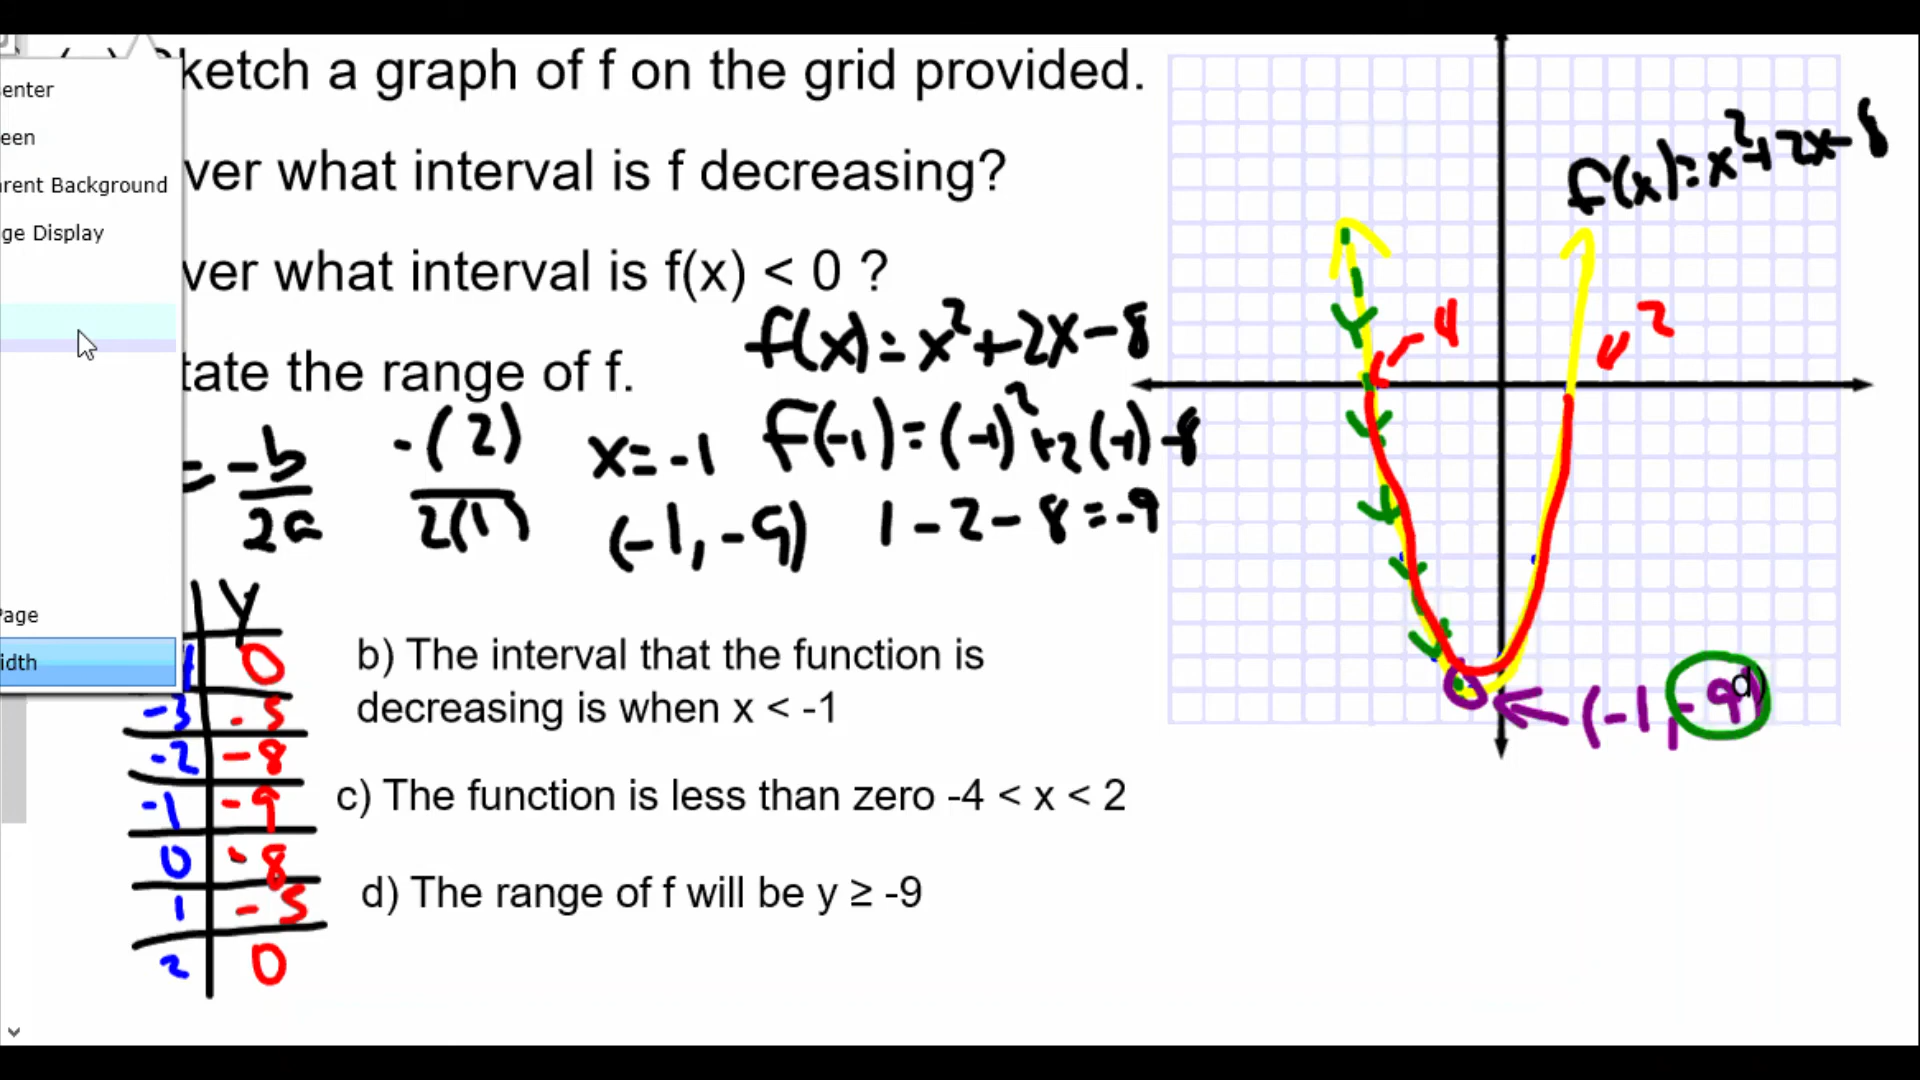 ketch a graph of f on the grid provided.
enter
een
f(x)=x²+2x-8
ver what interval is f decreasing?
rent Background
ge Display
ver what interval is f(x) < 0 ?
-4
2
f(x)=x²+2x-8
tate the range of f.
f(-1)=(-1)²+2(-1)-8
= -b/2a -(2)/2(1) x=-1
(-1,-9) 1-2-8=-9
Y
Page
0
b) The interval that the function is
idth
decreasing is when x < -1
(-1,-9)
d)
-3 -5
-2 -8
-1 -9
c) The function is less than zero -4 < x < 2
0 -8
d) The range of f will be y ≥ -9
1 -5
2 0